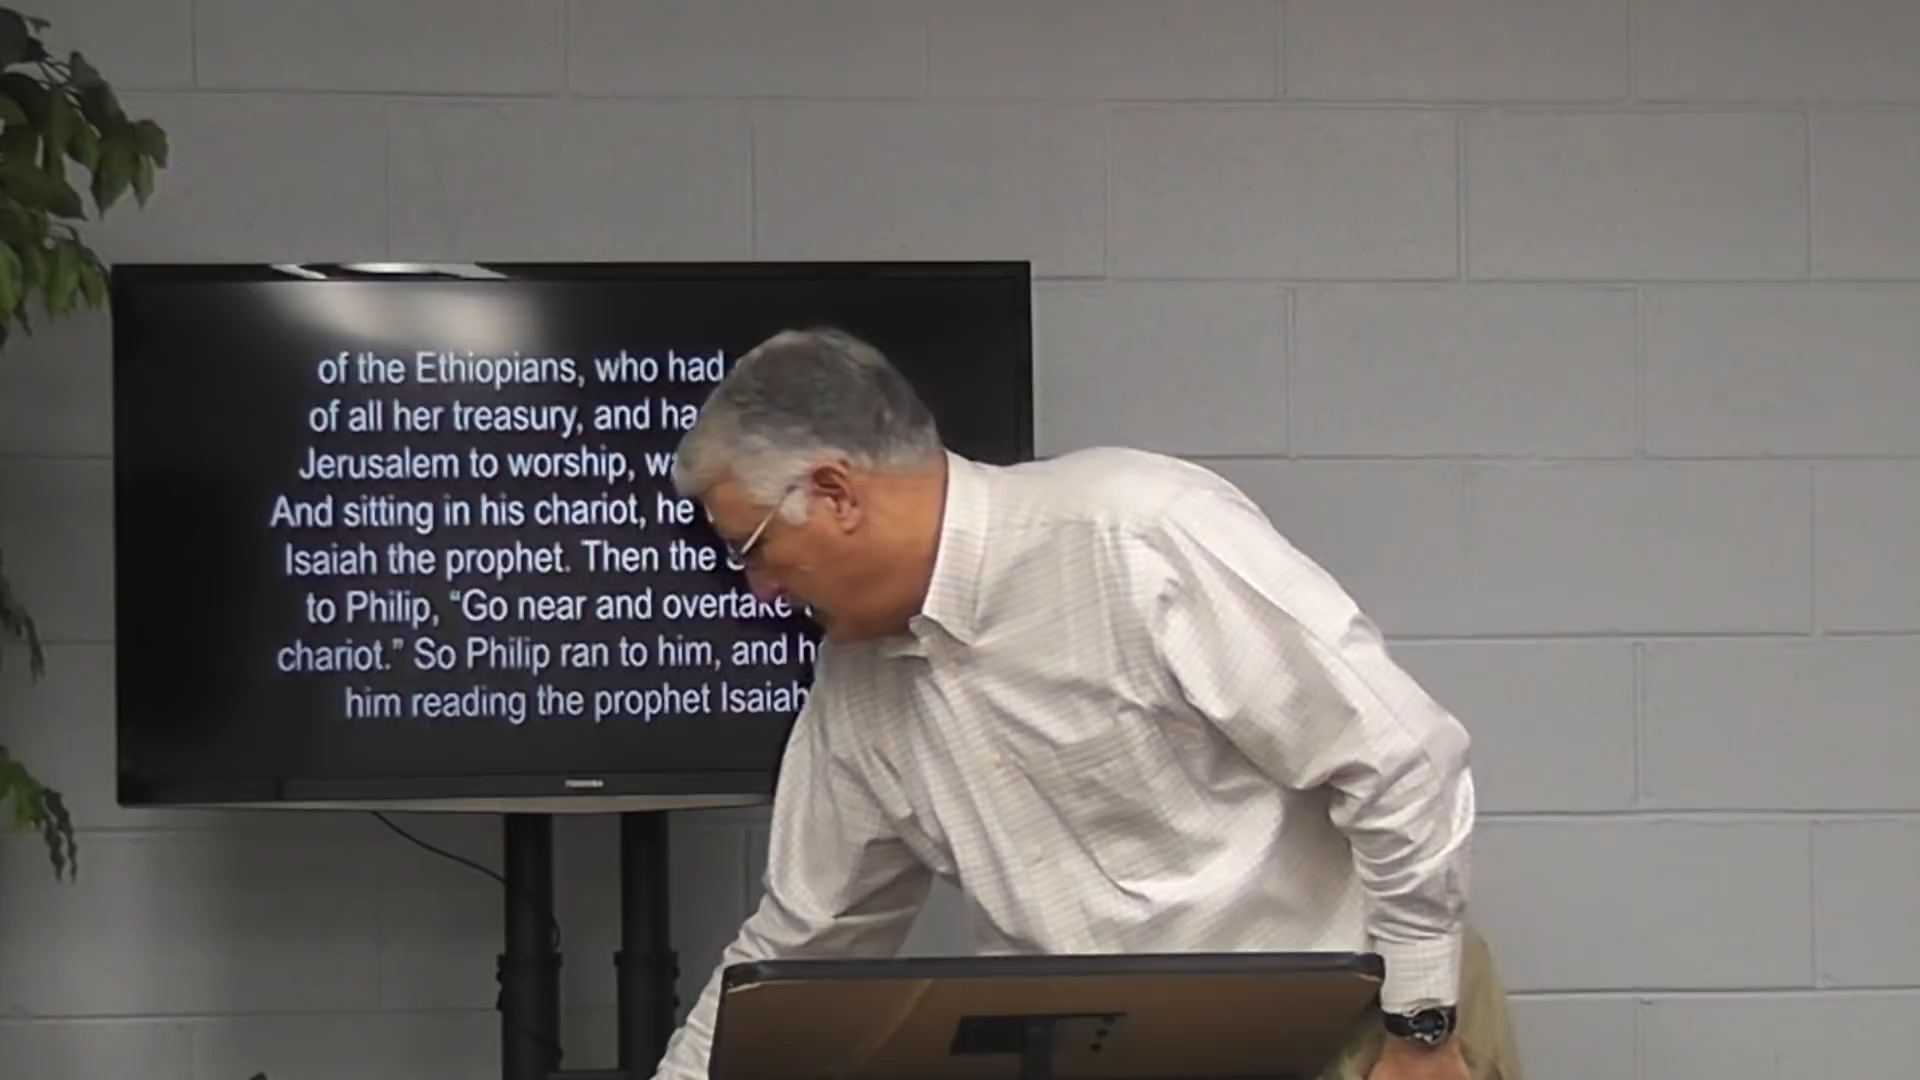 of the Ethiopians, who had
of all her treasury, and
Jerusalem to worship,
And sitting in his chariot, he
Isaiah the prophet. Then the
to Philip, “Go near and overtake
chariot.” So Philip ran to him, and
him reading the prophet Isaiah
TOSHIBA